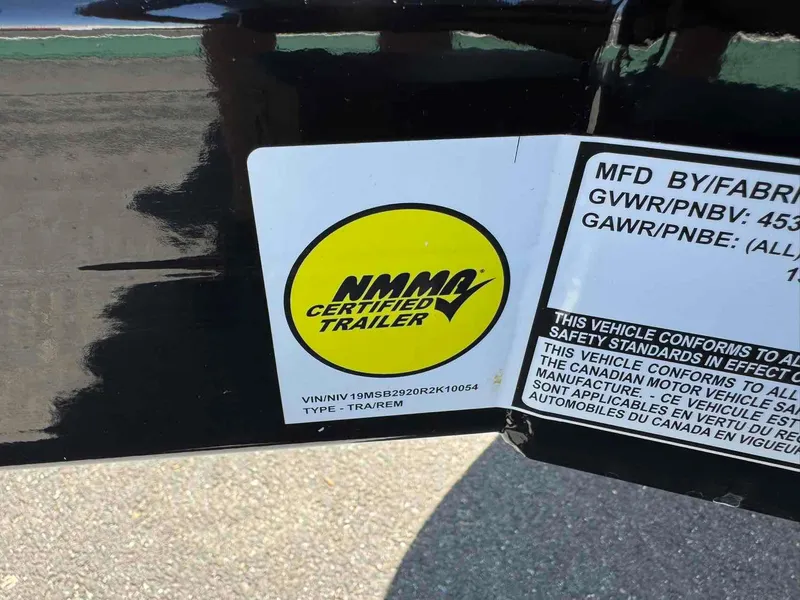 NMMA®
CERTIFIED
TRAILER
VIN/NIV 19MSB2920R2K10054
TYPE - TRA/REM
MFD BY/FABRI
GVWR/PNBV: 453
GAWR/PNBE: (ALL)
THIS VEHICLE CONFORMS TO AL
SAFETY STANDARDS IN EFFECT O
THIS VEHICLE CONFORMS TO ALL
THE CANADIAN MOTOR VEHICLE SA
MANUFACTURE. - CE VEHICULE EST
SONT APPLICABLES EN VERTU DU REG
AUTOMOBILES DU CANADA EN VIGUEU